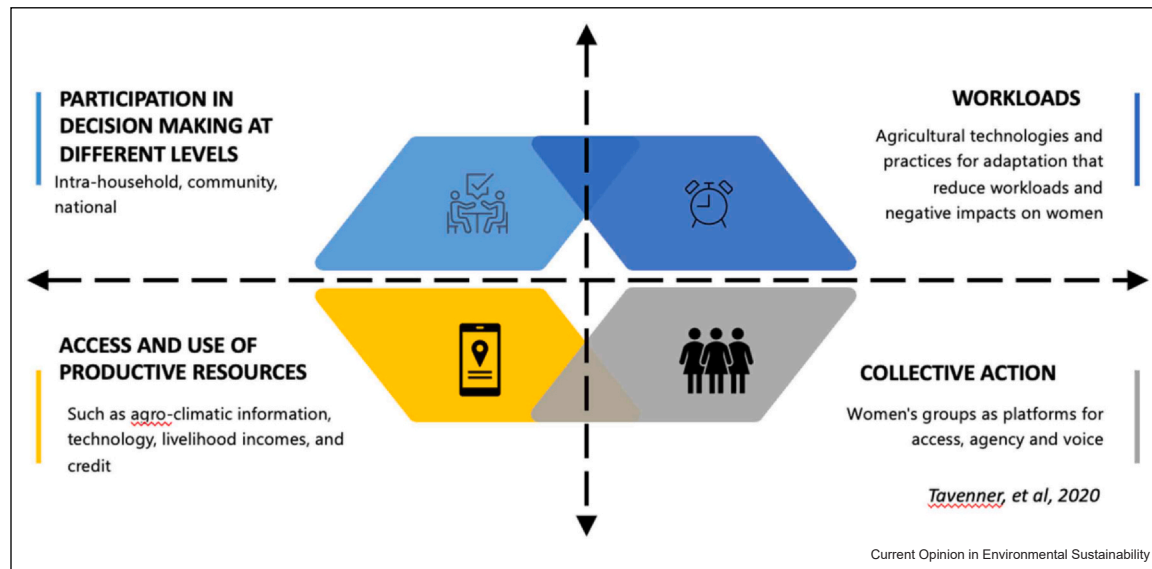 PARTICIPATION IN
DECISION MAKING AT
DIFFERENT LEVELS
Intra-household, community,
national
WORKLOADS
Agricultural technologies and
practices for adaptation that
reduce workloads and
negative impacts on women
ACCESS AND USE OF
PRODUCTIVE RESOURCES
Such as agro-climatic information,
technology, livelihood incomes, and
credit
COLLECTIVE ACTION
Women's groups as platforms for
access, agency and voice
Tavenner, et al, 2020
Current Opinion in Environmental Sustainability